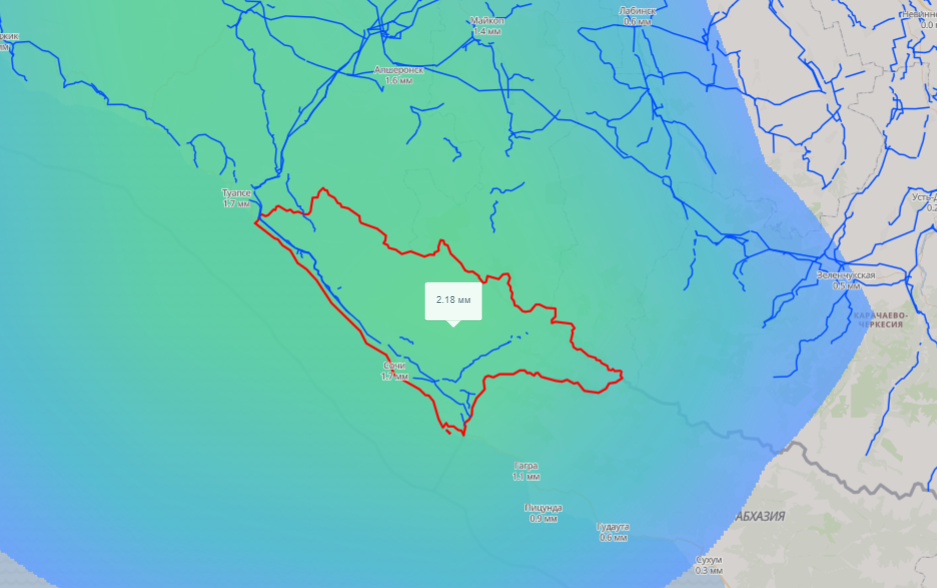 Лабинск
0.7 мм
Майкоп
1.4 мм
мм
Апшеронск
1.6 мм
Туапсе
1.7 мм
Зеленчукская
0.5 мм
2.18 мм
КАРАЧАЕВО-
ЧЕРКЕСИЯ
Сочи
1.7 мм
Гагра
1.1 мм
Пицунда
0.9 мм
Гудаута
0.6 мм
АБХАЗИЯ
Сухум
0.3 мм